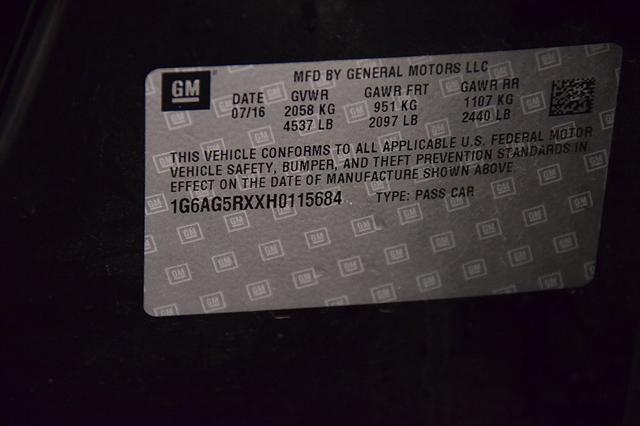 GM
MFD BY GENERAL MOTORS LLC
DATE GVWR GAWR FRT GAWR RR
07/16 2058 KG 951 KG 1107 KG
4537 LB 2097 LB 2440 LB
THIS VEHICLE CONFORMS TO ALL APPLICABLE U.S. FEDERAL MOTOR
VEHICLE SAFETY, BUMPER, AND THEFT PREVENTION STANDARDS IN
EFFECT ON THE DATE OF MANUFACTURE SHOWN ABOVE.
1G6AG5RXXH0115684 TYPE: PASS CAR